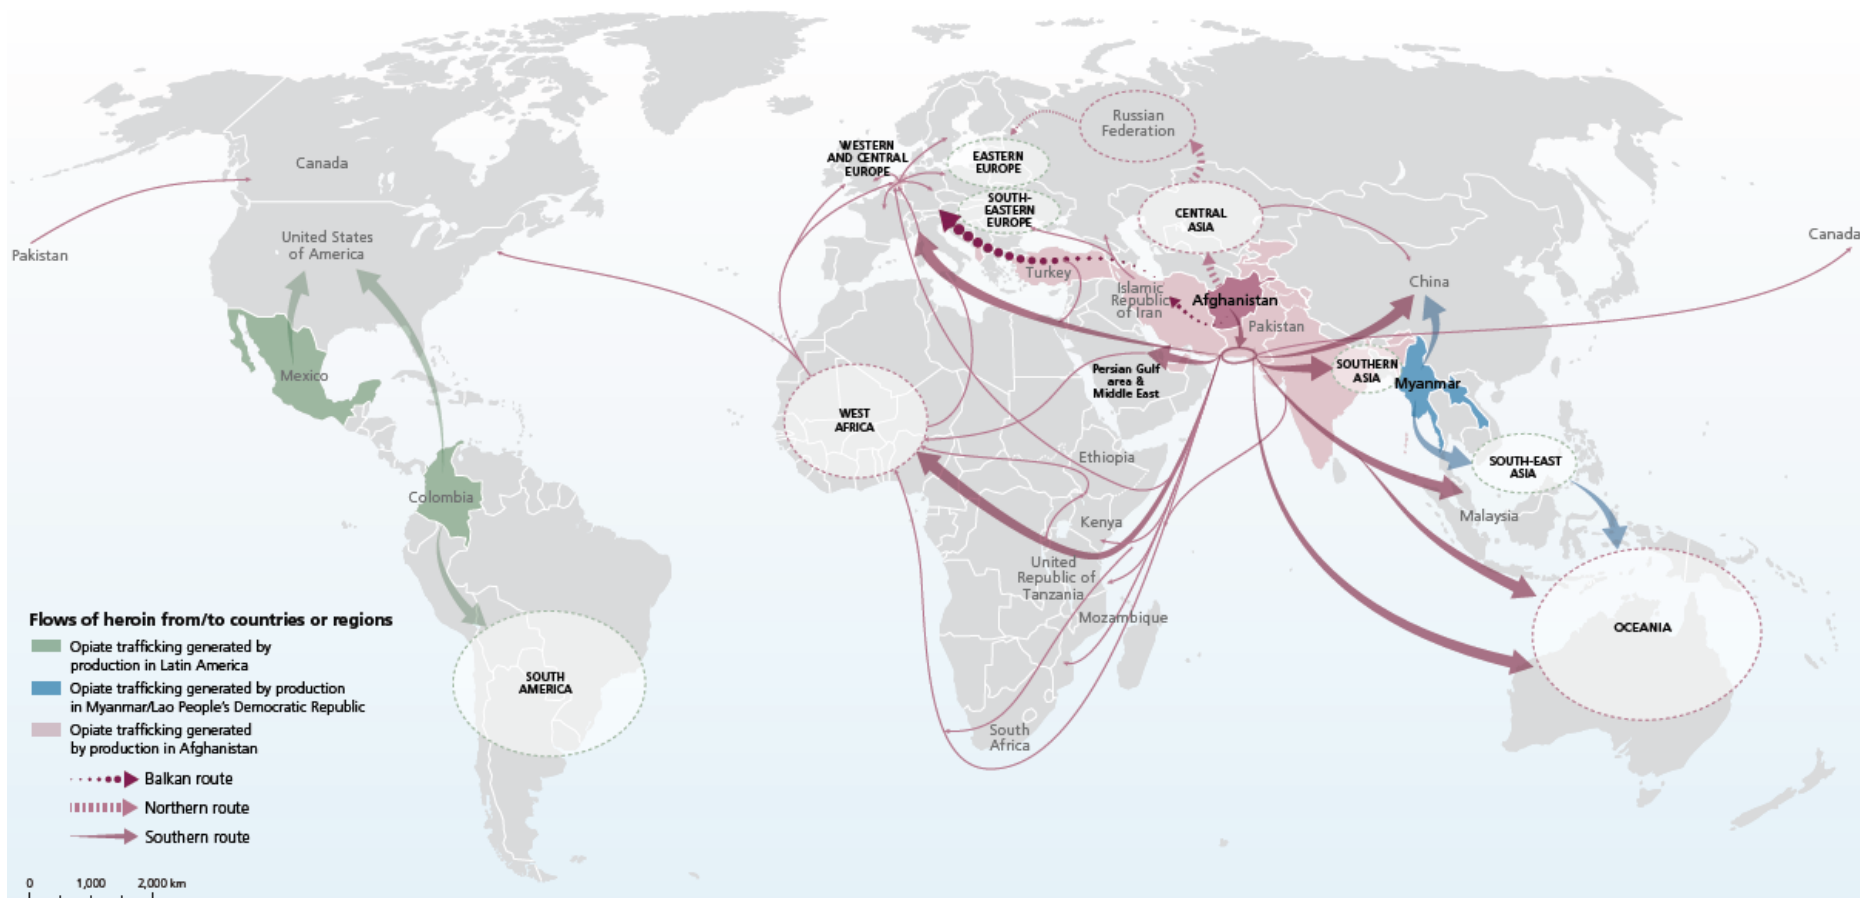 Canada
Pakistan
United States
of America
Mexico
Colombia
SOUTH
AMERICA
WESTERN
AND CENTRAL
EUROPE
EASTERN
EUROPE
SOUTH-
EASTERN
EUROPE
Russian
Federation
CENTRAL
ASIA
Turkey
Islamic
Republic
of Iran
Afghanistan
Pakistan
China
Canada
Persian Gulf
area &
Middle East
SOUTHERN
ASIA
Myanmar
WEST
AFRICA
Ethiopia
Kenya
United
Republic of
Tanzania
Mozambique
South
Africa
SOUTH-EAST
ASIA
Malaysia
OCEANIA
Flows of heroin from/to countries or regions
Opiate trafficking generated by
production in Latin America
Opiate trafficking generated by production
in Myanmar/Lao People's Democratic Republic
Opiate trafficking generated
by production in Afghanistan
Balkan route
Northern route
Southern route
0 1,000 2,000 km